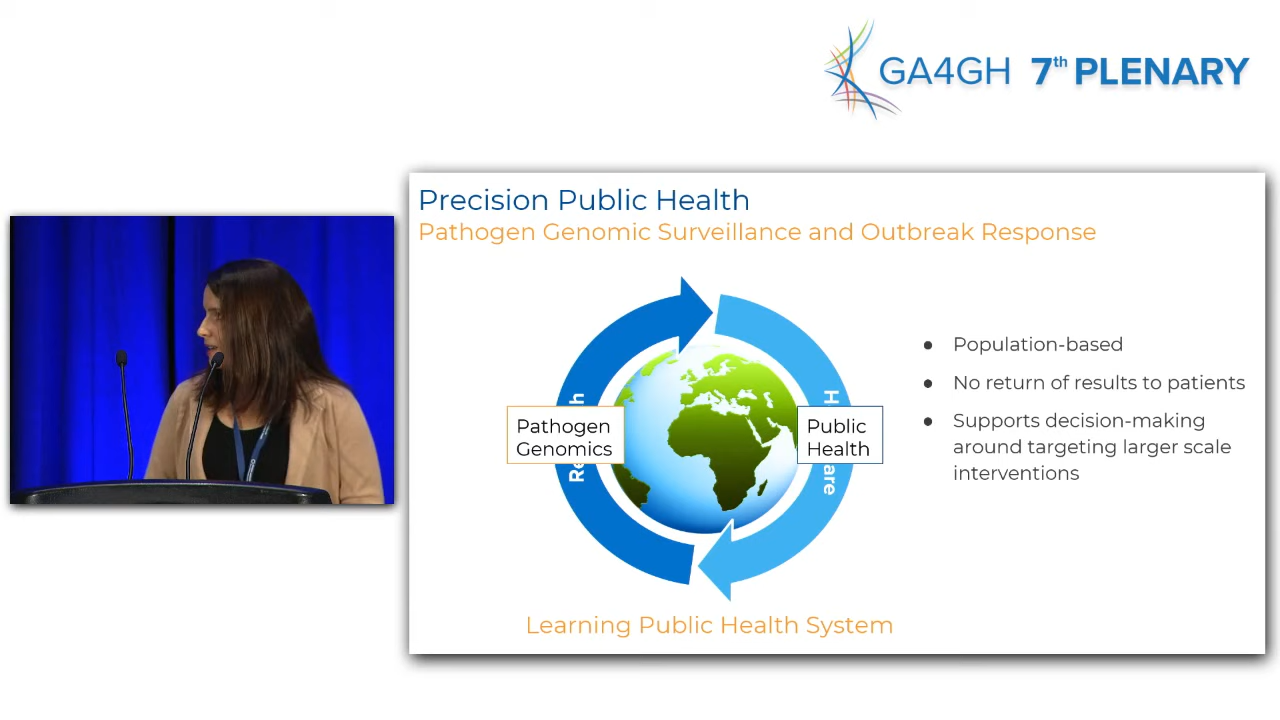 GA4GH 7th PLENARY
Precision Public Health
Pathogen Genomic Surveillance and Outbreak Response
Pathogen
Genomics
Public
Health
● Population-based
● No return of results to patients
● Supports decision-making
around targeting larger scale
interventions
Learning Public Health System